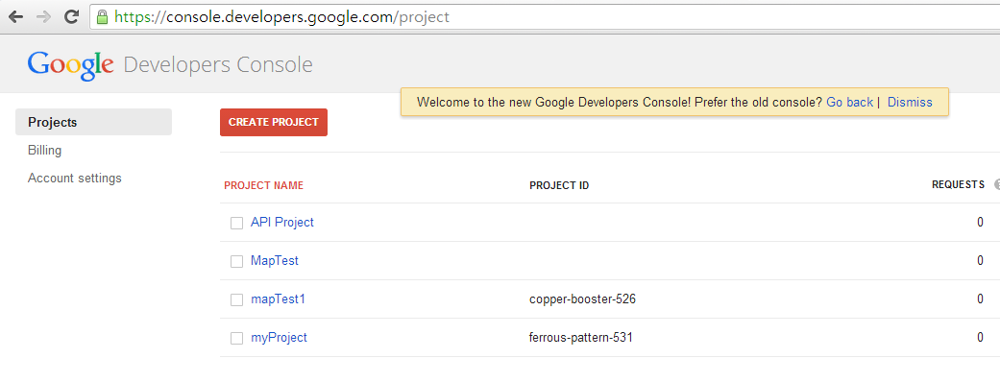 https://console.developers.google.com/project
Google Developers Console
Welcome to the new Google Developers Console! Prefer the old console? Go back | Dismiss
Projects
CREATE PROJECT
Billing
Account settings
PROJECT NAME PROJECT ID REQUESTS ?
API Project 0
MapTest 0
mapTest1 copper-booster-526 0
myProject ferrous-pattern-531 0